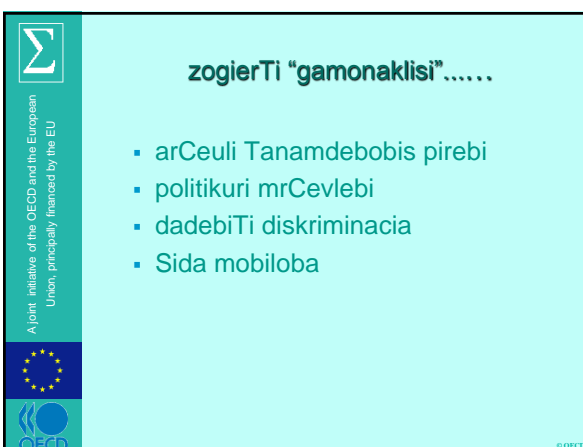 Σ
zogierTi “gamonaklisi”...…
arCeuli Tanamdebobis pirebi
politikuri mrCevlebi
dadebiTi diskriminacia
Sida mobiloba
A joint initiative of the OECD and the European
Union, principally financed by the EU
OECD
© OECD